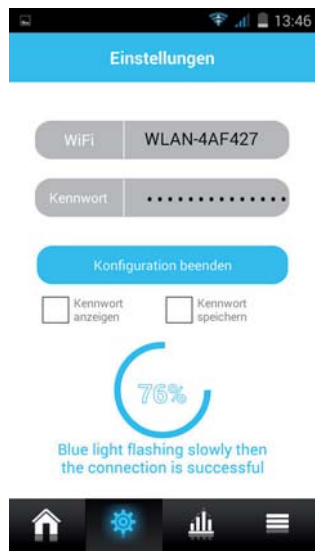 13:46
Einstellungen
WiFi WLAN-4AF427
Kennwort ··············
Konfiguration beenden
Kennwort anzeigen
Kennwort speichern
76%
Blue light flashing slowly then
the connection is successful